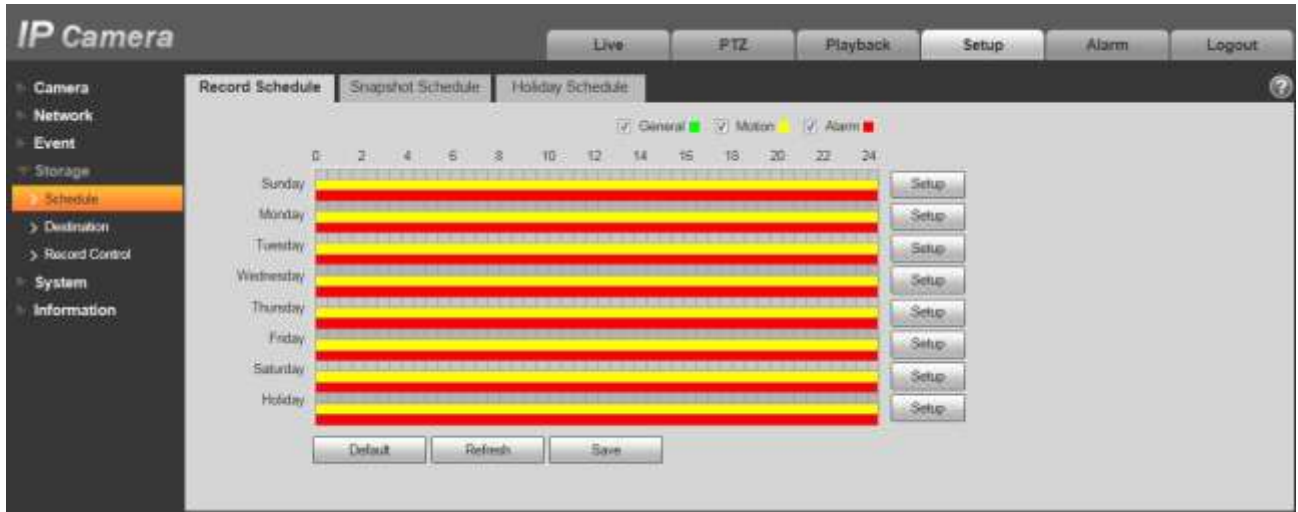 IP Camera
Live PTZ Playback Setup Alarm Logout
Camera
Network
Event
Storage
Schedule
Destination
Record Control
System
Information
Record Schedule Snapshot Schedule Holiday Schedule ?
General Motion Alarm
0 2 4 6 8 10 12 14 16 18 20 22 24
Sunday Setup
Monday Setup
Tuesday Setup
Wednesday Setup
Thursday Setup
Friday Setup
Saturday Setup
Holiday Setup
Default Refresh Save